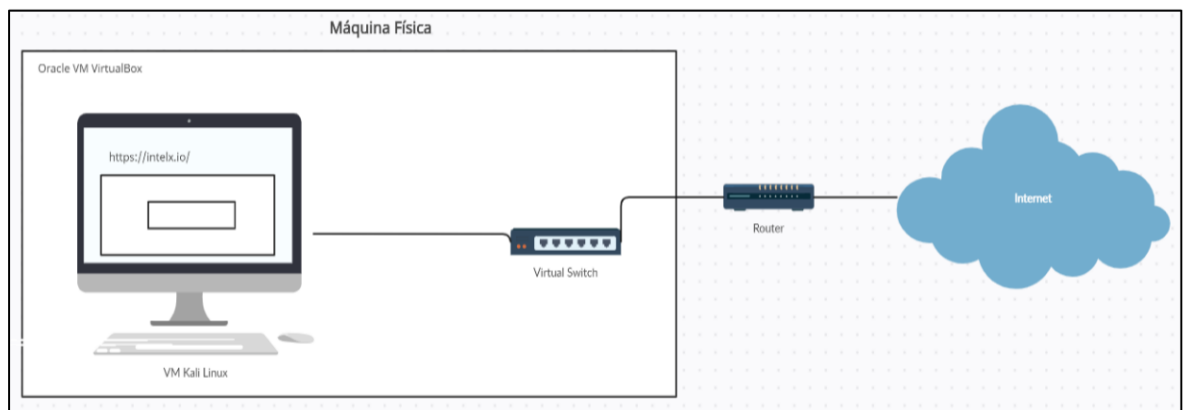 Máquina Física
Oracle VM VirtualBox
https://intelx.io/
Internet
Router
Virtual Switch
VM Kali Linux